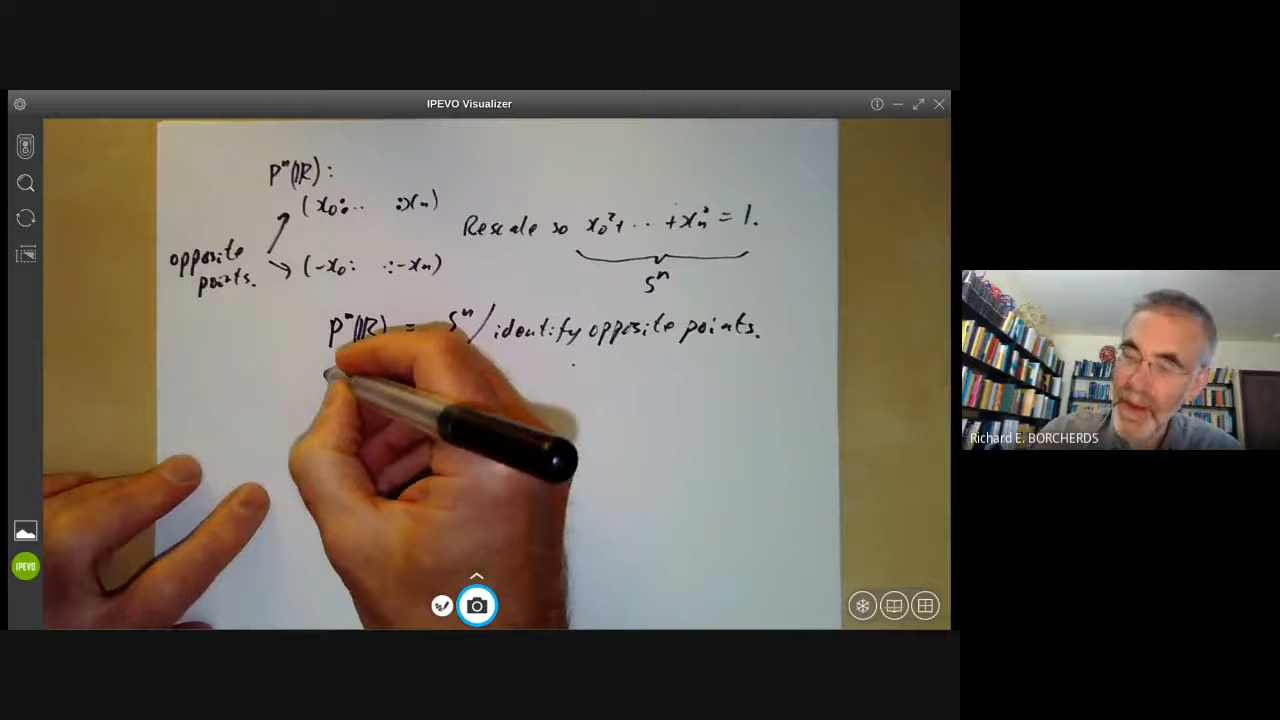 IPEVO Visualizer
Pⁿ(ℝ):
(x₀:.. :xₙ)
Rescale so x₀²+ .. +xₙ² = 1.
Sⁿ
opposite
points.
(-x₀: .:-xₙ)
Pⁿ(ℝ) = Sⁿ/identify opposite points.
Richard E. BORCHERDS
IPEVO